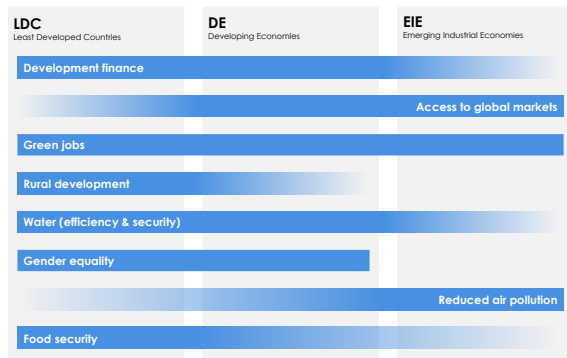 LDC
Least Developed Countries
DE
Developing Economies
EIE
Emerging Industrial Economies
Development finance
Access to global markets
Green jobs
Rural development
Water (efficiency & security)
Gender equality
Reduced air pollution
Food security